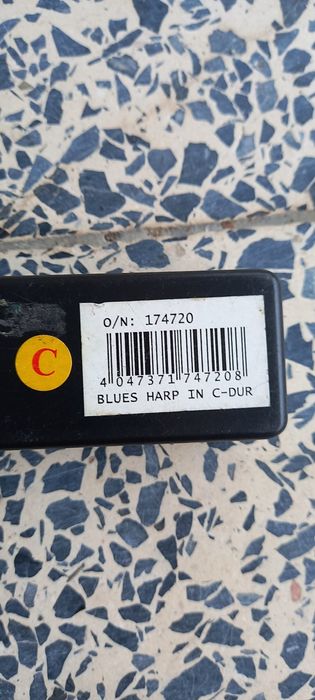 O/N: 174720
4 047371 747208
BLUES HARP IN C-DUR
C